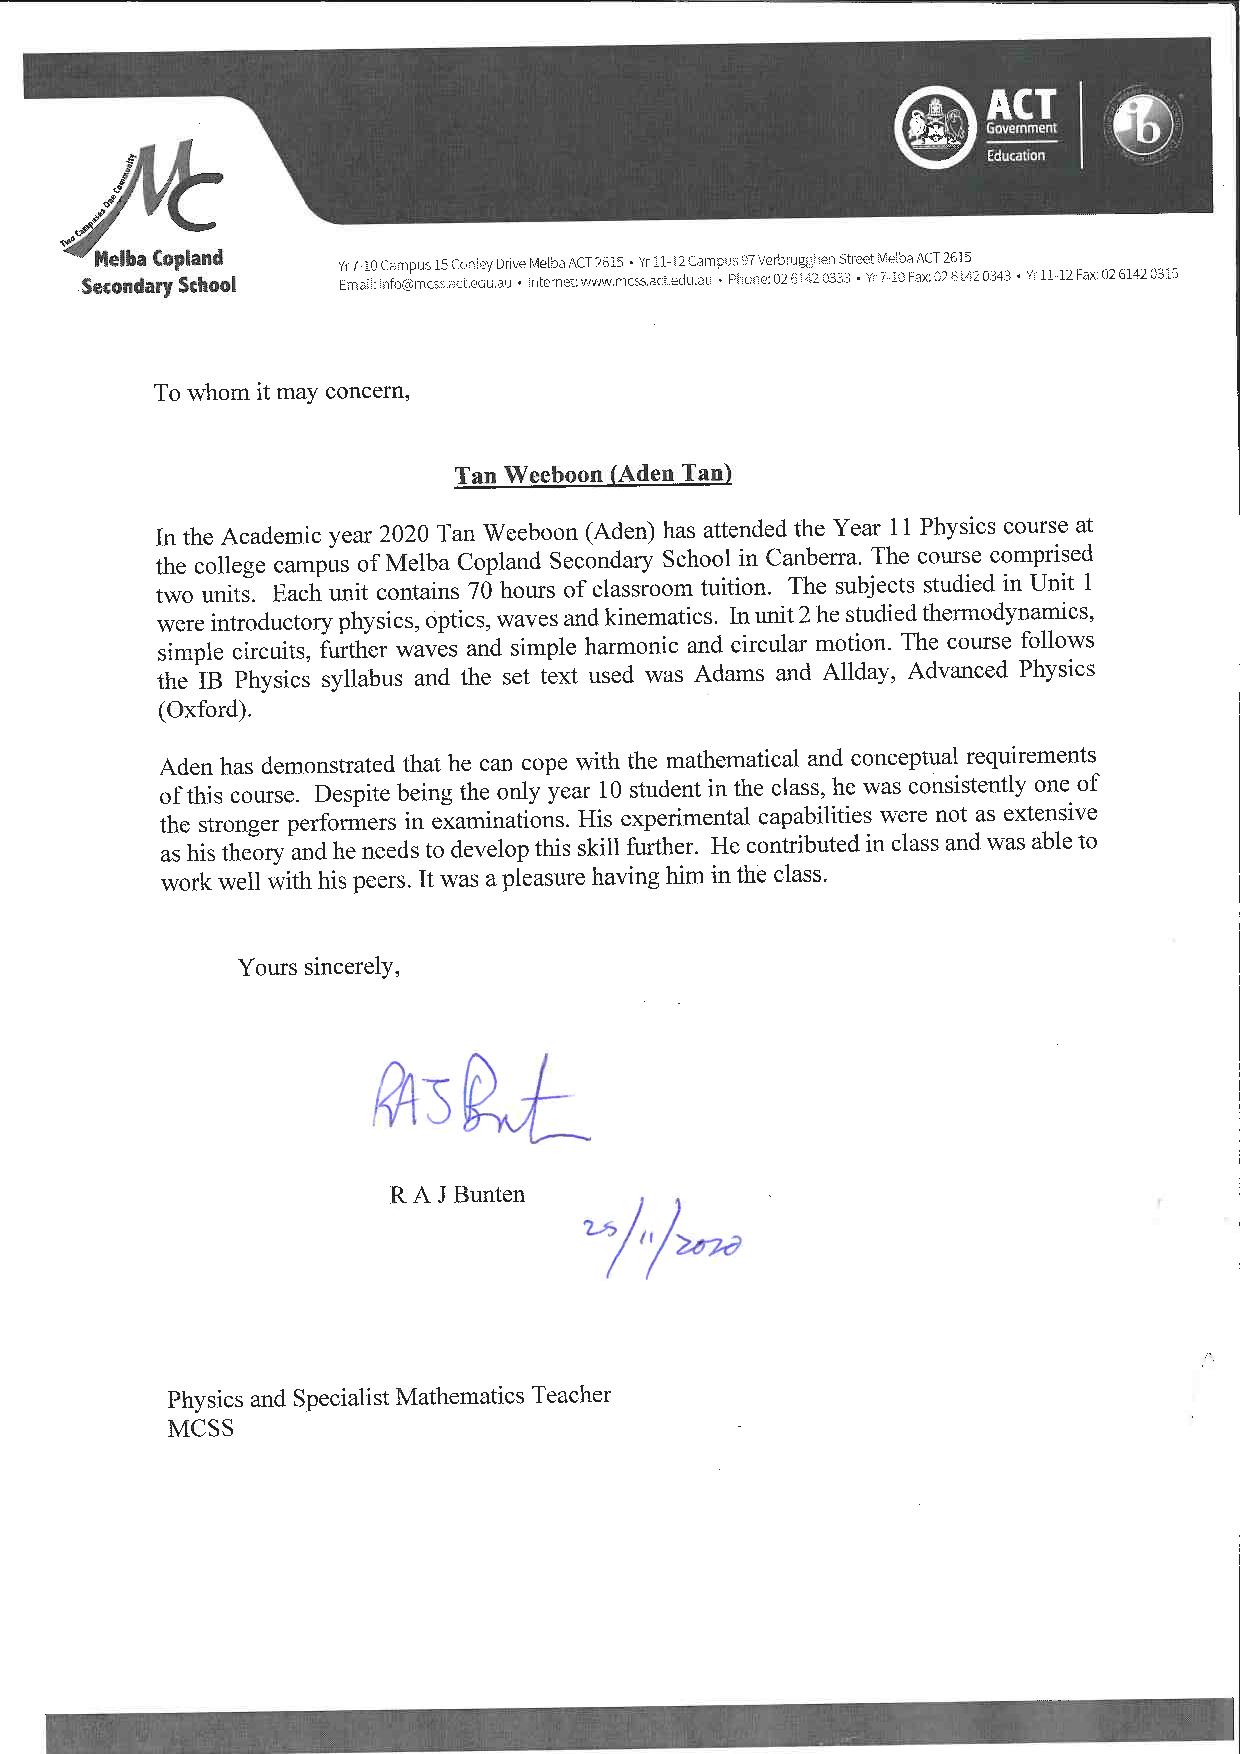 ACT
Government
Education
ib
Two Campuses One Community
MC
Melba Copland
Secondary School
Yr 7-10 Campus 15 Conley Drive Melba ACT 2615 • Yr 11-12 Campus 97 Verbrugghen Street Melba ACT 2615
Email: info@mcss.act.edu.au • Internet: www.mcss.act.edu.au • Phone: 02 6142 0333 • Yr 7-10 Fax: 02 6142 0343 • Yr 11-12 Fax: 02 6142 0315
To whom it may concern,
Tan Weeboon (Aden Tan)
In the Academic year 2020 Tan Weeboon (Aden) has attended the Year 11 Physics course at
the college campus of Melba Copland Secondary School in Canberra. The course comprised
two units. Each unit contains 70 hours of classroom tuition. The subjects studied in Unit 1
were introductory physics, optics, waves and kinematics. In unit 2 he studied thermodynamics,
simple circuits, further waves and simple harmonic and circular motion. The course follows
the IB Physics syllabus and the set text used was Adams and Allday, Advanced Physics
(Oxford).
Aden has demonstrated that he can cope with the mathematical and conceptual requirements
of this course. Despite being the only year 10 student in the class, he was consistently one of
the stronger performers in examinations. His experimental capabilities were not as extensive
as his theory and he needs to develop this skill further. He contributed in class and was able to
work well with his peers. It was a pleasure having him in the class.
Yours sincerely,
R A J Bunten
25/11/2020
Physics and Specialist Mathematics Teacher
MCSS